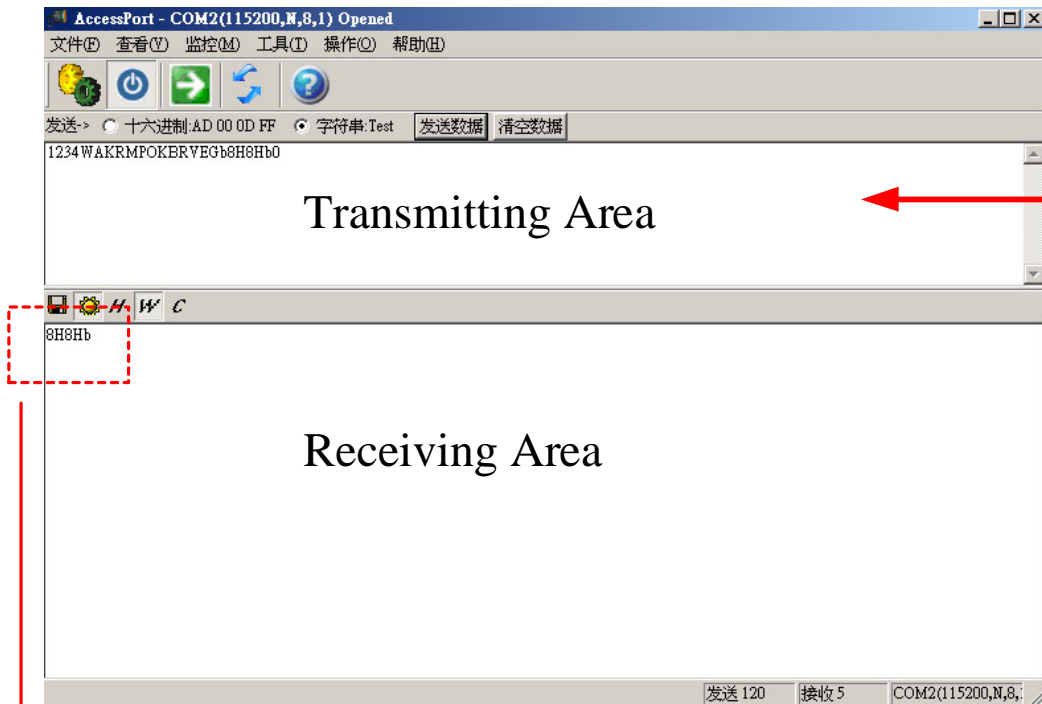 AccessPort - COM2(115200,N,8,1) Opened
文件(F) 查看(V) 监控(M) 工具(T) 操作(O) 帮助(H)
发送-> 十六进制:AD 00 0D FF 字符串:Test 发送数据 清空数据
1234WAKRMPOKBRVEGb8H8Hb0
Transmitting Area
H W C
8H8Hb
Receiving Area
发送 120 接收 5 COM2(115200,N,8,